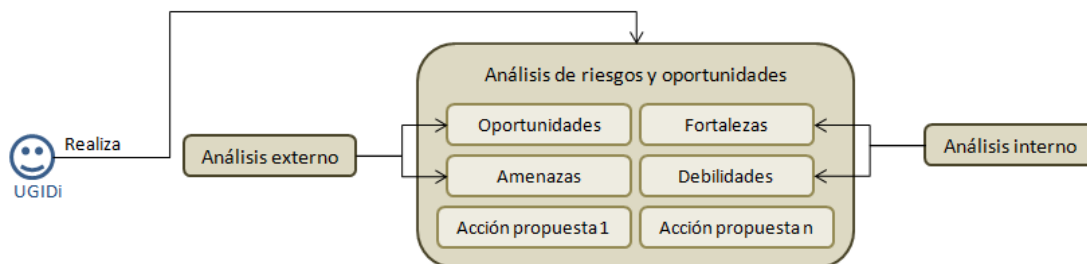 Análisis de riesgos y oportunidades
Oportunidades
Fortalezas
Realiza
Análisis externo
Análisis interno
UGIDi
Amenazas
Debilidades
Acción propuesta 1
Acción propuesta n